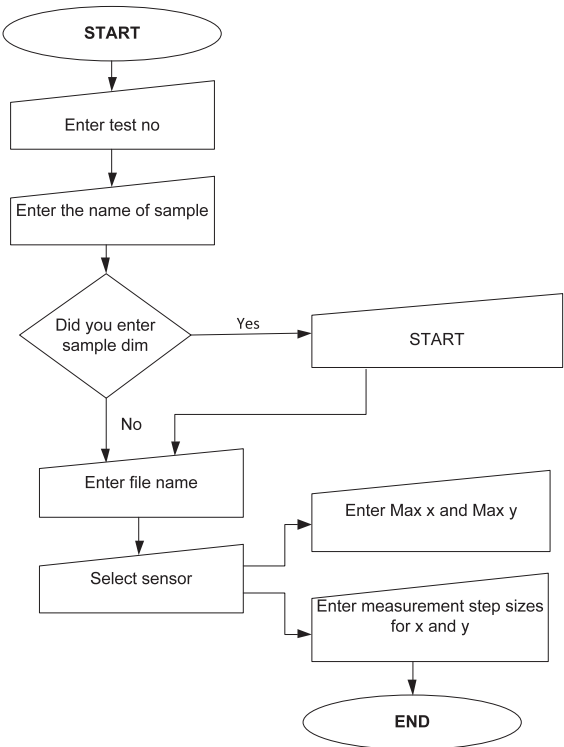 START
Enter test no
Enter the name of sample
Did you enter
sample dim
Yes
START
No
Enter file name
Enter Max x and Max y
Select sensor
Enter measurement step sizes
for x and y
END